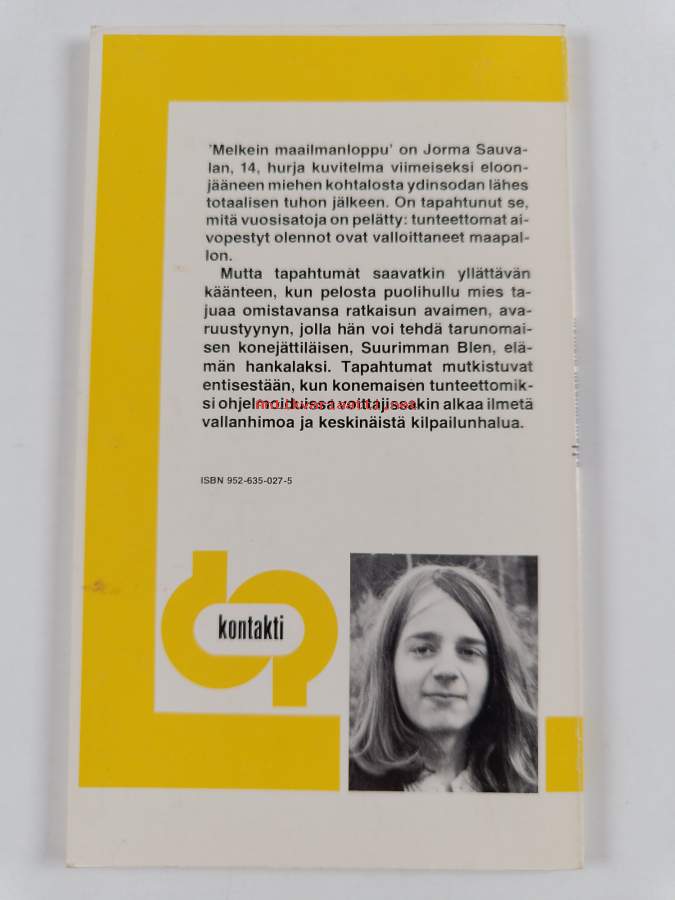 'Melkein maailmanloppu' on Jorma Sauva-
lan, 14, hurja kuvitelma viimeiseksi eloon-
jääneen miehen kohtalosta ydinsodan lähes
totaalisen tuhon jälkeen. On tapahtunut se,
mitä vuosisatoja on pelätty: tunteettomat ai-
vopestyt olennot ovat valloittaneet maapal-
lon.
Mutta tapahtumat saavatkin yllättävän
käänteen, kun pelosta puolihullu mies ta-
juaa omistavansa ratkaisun avaimen, ava-
ruustyynyn, jolla hän voi tehdä tarunomai-
sen konejättiläisen, Suurimman Blen, elä-
män hankalaksi. Tapahtumat mutkistuvat
entisestään, kun konemaisen tunteettomik-
si ohjelmoiduissa voittajissakin alkaa ilmetä
vallanhimoa ja keskinäistä kilpailunhalua.
ISBN 952-635-027-5
kontakti